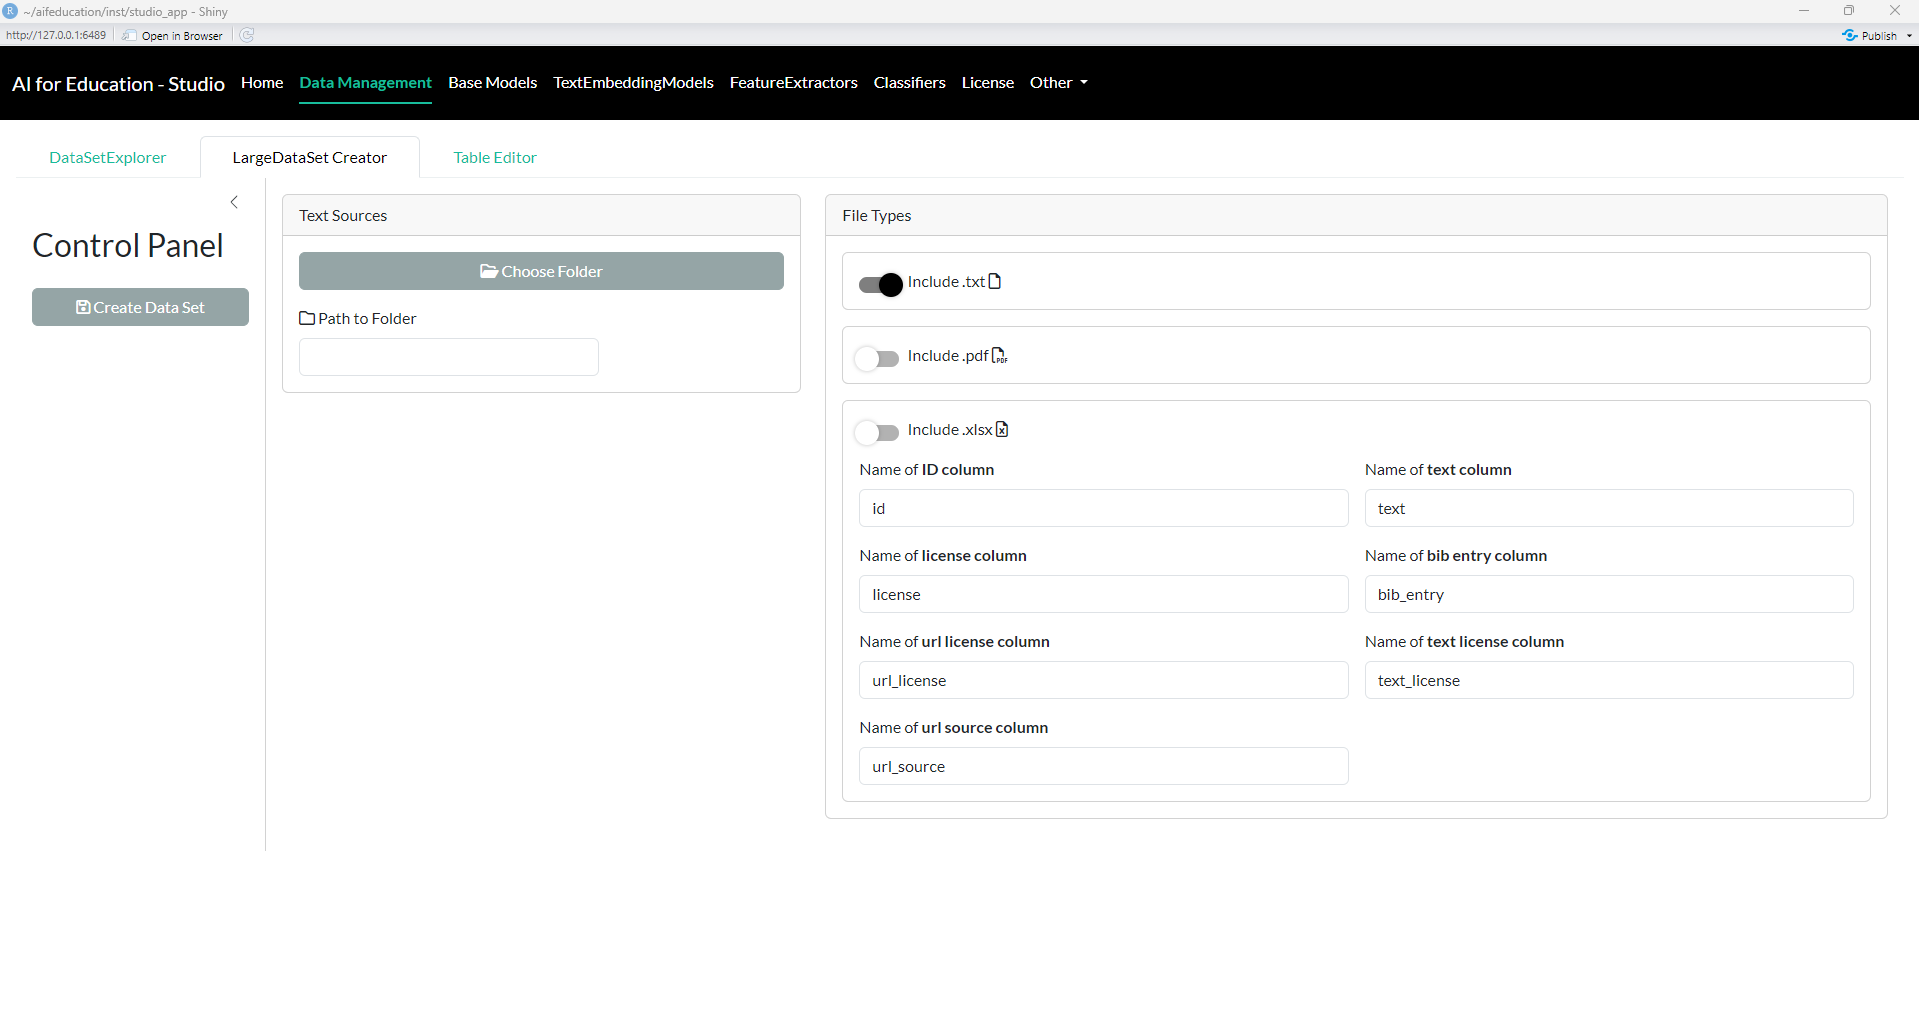 ~/aifeducation/inst/studio_app - Shiny
http://127.0.0.1:6489 Open in Browser Publish
AI for Education - Studio Home Data Management Base Models TextEmbeddingModels FeatureExtractors Classifiers License Other
DataSetExplorer LargeDataSet Creator Table Editor
Control Panel
Create Data Set
Text Sources
Choose Folder
Path to Folder
File Types
Include .txt
Include .pdf
Include .xlsx
Name of ID column Name of text column
id text
Name of license column Name of bib entry column
license bib_entry
Name of url license column Name of text license column
url_license text_license
Name of url source column
url_source